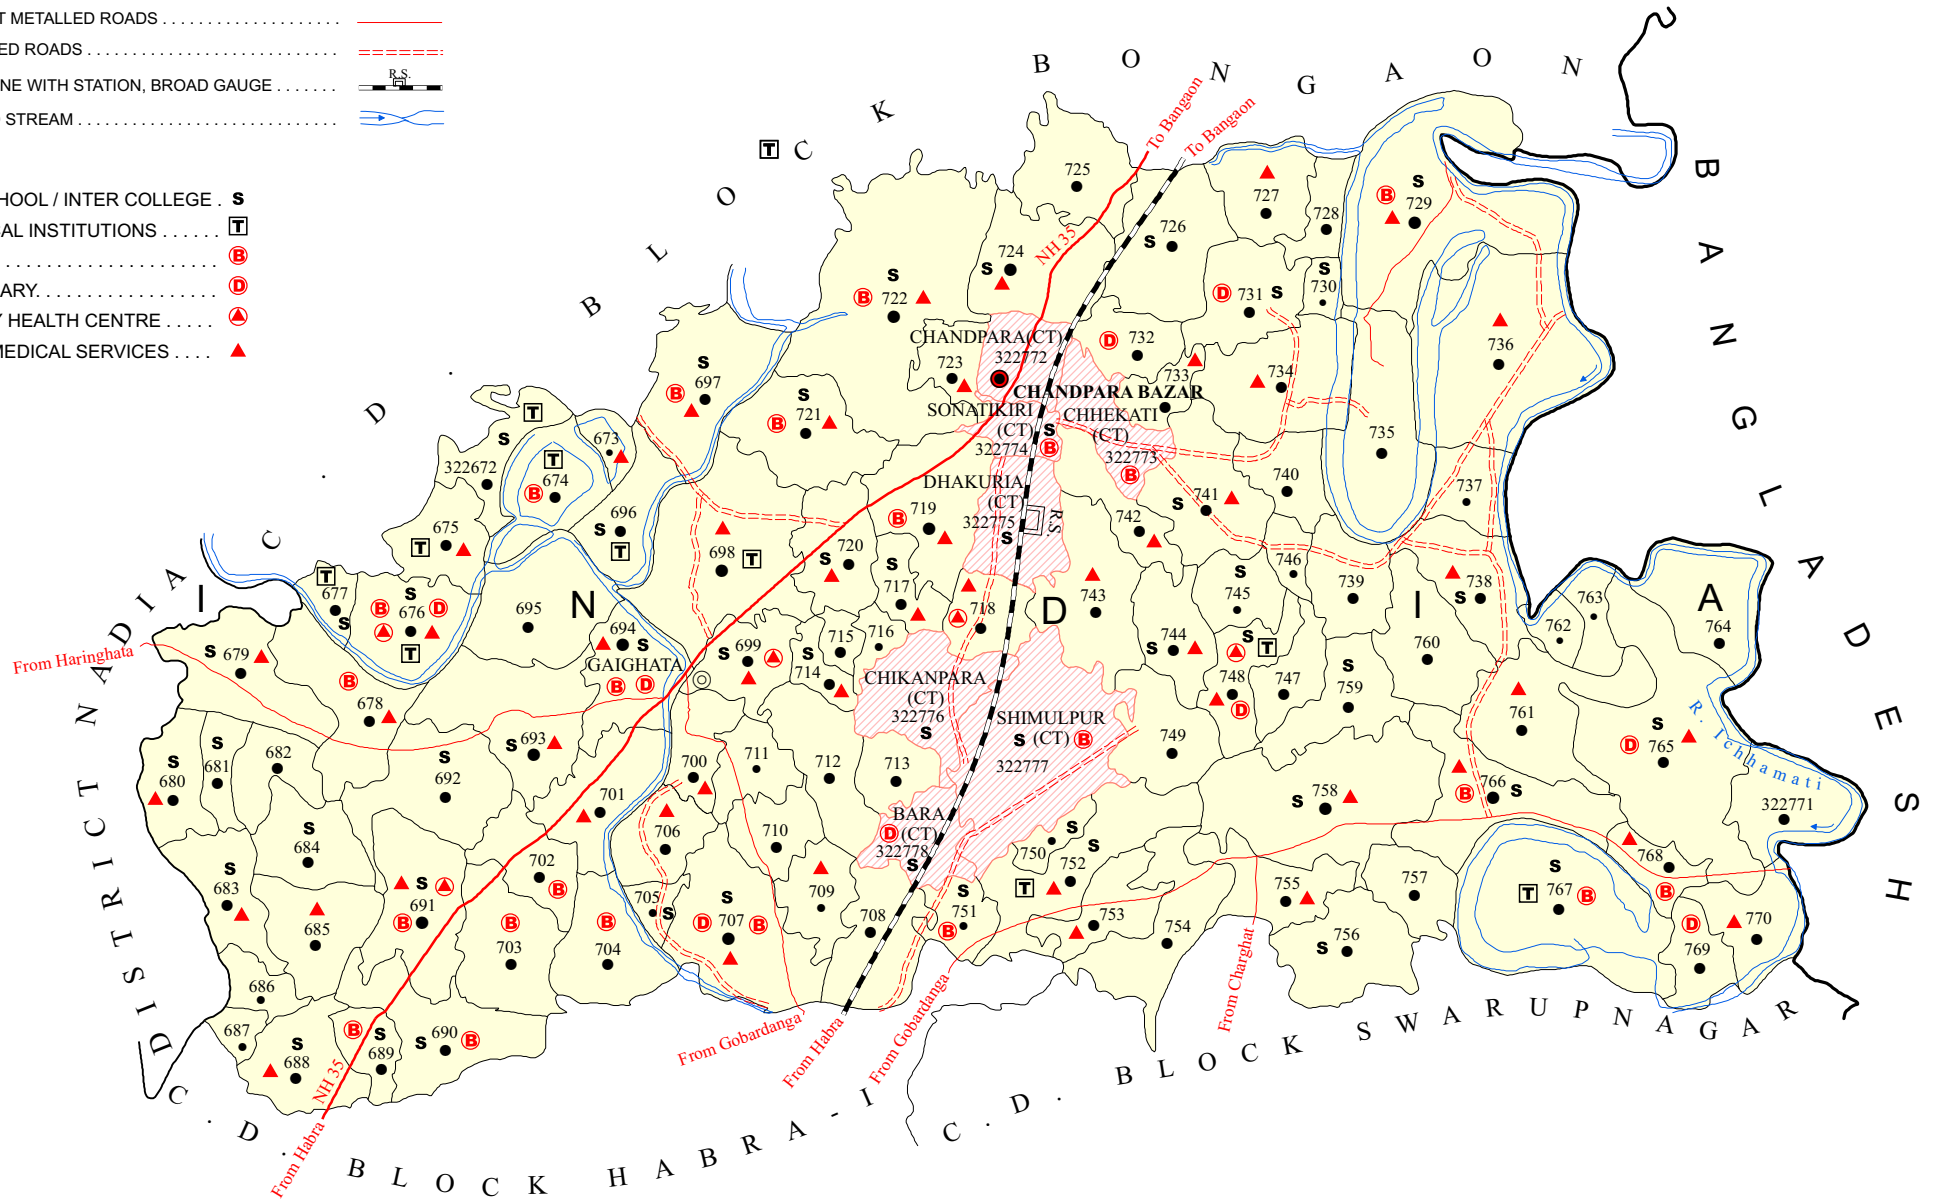 T METALLED ROADS . . . . . . . . . . . . . . . . . . . .
ED ROADS . . . . . . . . . . . . . . . . . . . . . . . . . . . .
NE WITH STATION, BROAD GAUGE . . . . . . .
R.S.
STREAM . . . . . . . . . . . . . . . . . . . . . . . . . . . . .
HOOL / INTER COLLEGE . S
AL INSTITUTIONS . . . . . . T
. . . . . . . . . . . . . . . . . . . . . . . B
ARY. . . . . . . . . . . . . . . . . . D
Y HEALTH CENTRE . . . . .
MEDICAL SERVICES . . . .
C . D . B L O C K B O N G A O N
B A N G L A D E S H
DISTRICT NADIA
C . D . B L O C K H A B R A - I
C . D . B L O C K S W A R U P N A G A R
I N D I A
To Bangaon
To Bangaon
NH 35
725
726
S
727
728
B S
729
S
724
S
B 722
D 731 S
S
730
CHANDPARA(CT)
322772
D 732
736
723
733
734
CHANDPARA BAZAR
S
B 697
S
B 721
SONATIKIRI
(CT)
322774
S
B
CHHEKATI
(CT)
322773
B
735
T
S
673
322672
T
B 674
DHAKURIA
(CT)
322775
S
R.S.
740
737
S 741
742
T 675
S 696
T
B 719
698 T
S 720
S
717
746
S
745
739
S 738
763
762
764
T
677
S
S
B D
676
T
695
718
743
760
694 S
GAIGHATA
B D
S 699
715
S
714
716
S 744
S T
748
D
747
S
759
From Haringhata
S 679
B
678
CHIKANPARA
(CT)
322776
S
SHIMULPUR
(CT)
S B
322777
749
761
R. Ichhamati
S
D 765
S
680
S
681
682
S
692
S 693
700
711
712
713
S 758
B 766 S
322771
701
706
710
BARA
(CT)
D
322778
S
750
S
S
752
T
768
S
684
S
683
S
B 691
702
B
705
S
S
D 707 B
709
708
S
751
B
753
754
755
757
S
T 767 B
B
D
769
770
685
B
703
B
704
S 756
686
687
S
688
B
S
689
S 690 B
NH 35
From Habra
From Gobardanga
From Habra
From Gobardanga
From Charghat